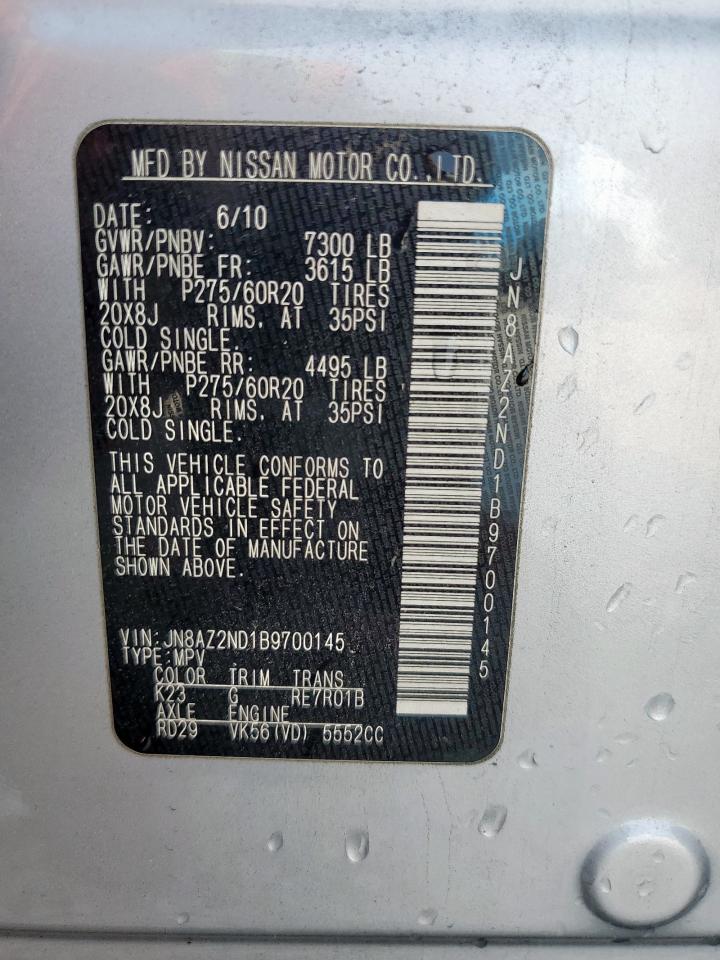 MFD BY NISSAN MOTOR CO.,LTD.
DATE: 6/10
GVWR/PNBV: 7300 LB
GAWR/PNBE FR: 3615 LB
WITH P275/60R20 TIRES
20X8J RIMS, AT 35PSI
COLD SINGLE.
GAWR/PNBE RR: 4495 LB
WITH P275/60R20 TIRES
20X8J RIMS, AT 35PSI
COLD SINGLE.
THIS VEHICLE CONFORMS TO
ALL APPLICABLE FEDERAL
MOTOR VEHICLE SAFETY
STANDARDS IN EFFECT ON
THE DATE OF MANUFACTURE
SHOWN ABOVE.
VIN:JN8AZ2ND1B9700145
TYPE:MPV
COLOR TRIM TRANS
K23 G RE7R01B
AXLE ENGINE
RD29 VK56(VD) 5552CC
JN8AZ2ND1B9700145